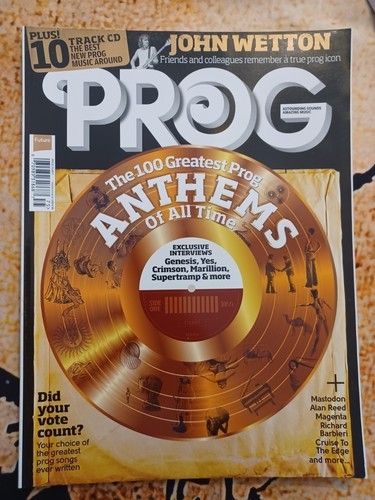 PLUS!
10 TRACK CD
THE BEST
NEW PROG
MUSIC AROUND
JOHN WETTON
Friends and colleagues remember a true prog icon
PROG
ASTOUNDING SOUNDS
AMAZING MUSIC
Future
The 100 Greatest Prog
ANTHEMS
Of All Time
EXCLUSIVE
INTERVIEWS
Genesis, Yes,
Crimson, Marillion,
Supertramp & more
Did
your
vote
count?
Your choice of
the greatest
prog songs
ever written
+
Mastodon
Alan Reed
Magenta
Richard
Barbieri
Cruise To
The Edge
and more...